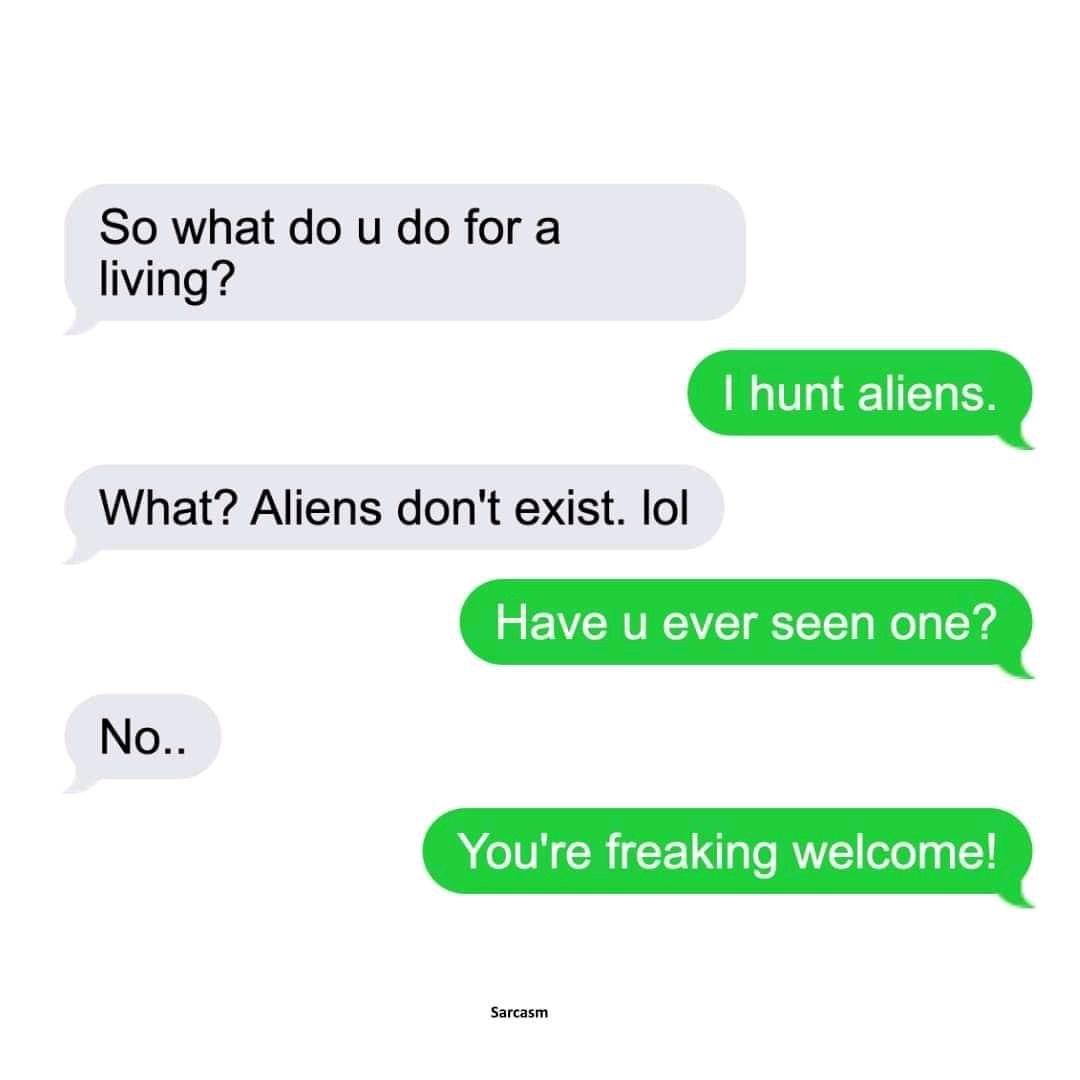 So what do u do for a
living?
I hunt aliens.
What? Aliens don't exist. lol
Have u ever seen one?
No..
You're freaking welcome!
Sarcasm